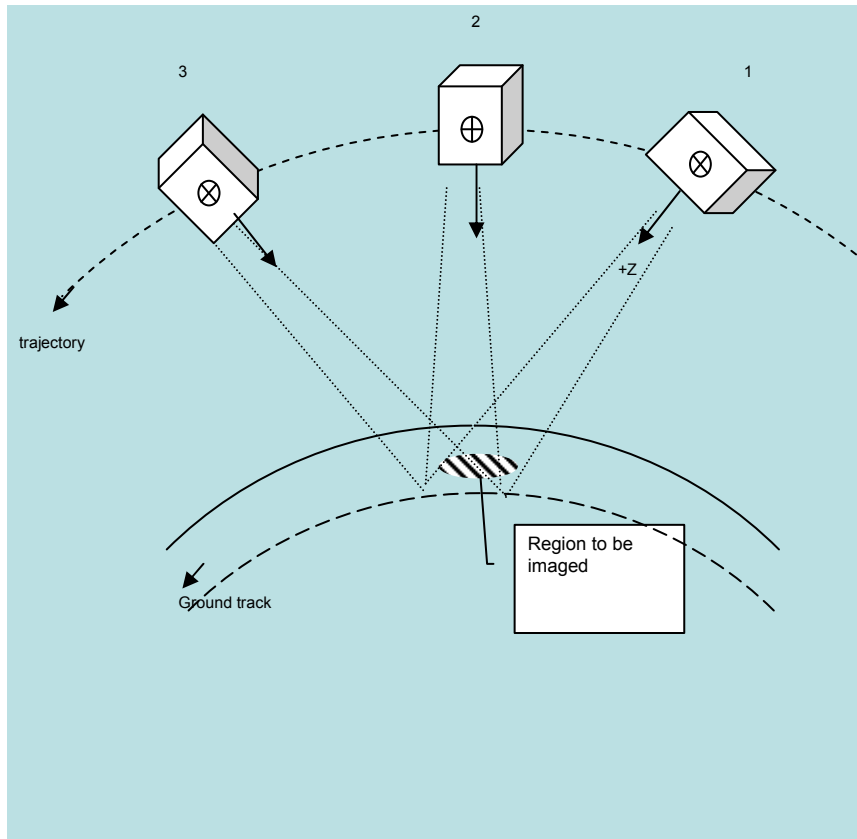 2
3
1
+Z
trajectory
Region to be
imaged
Ground track